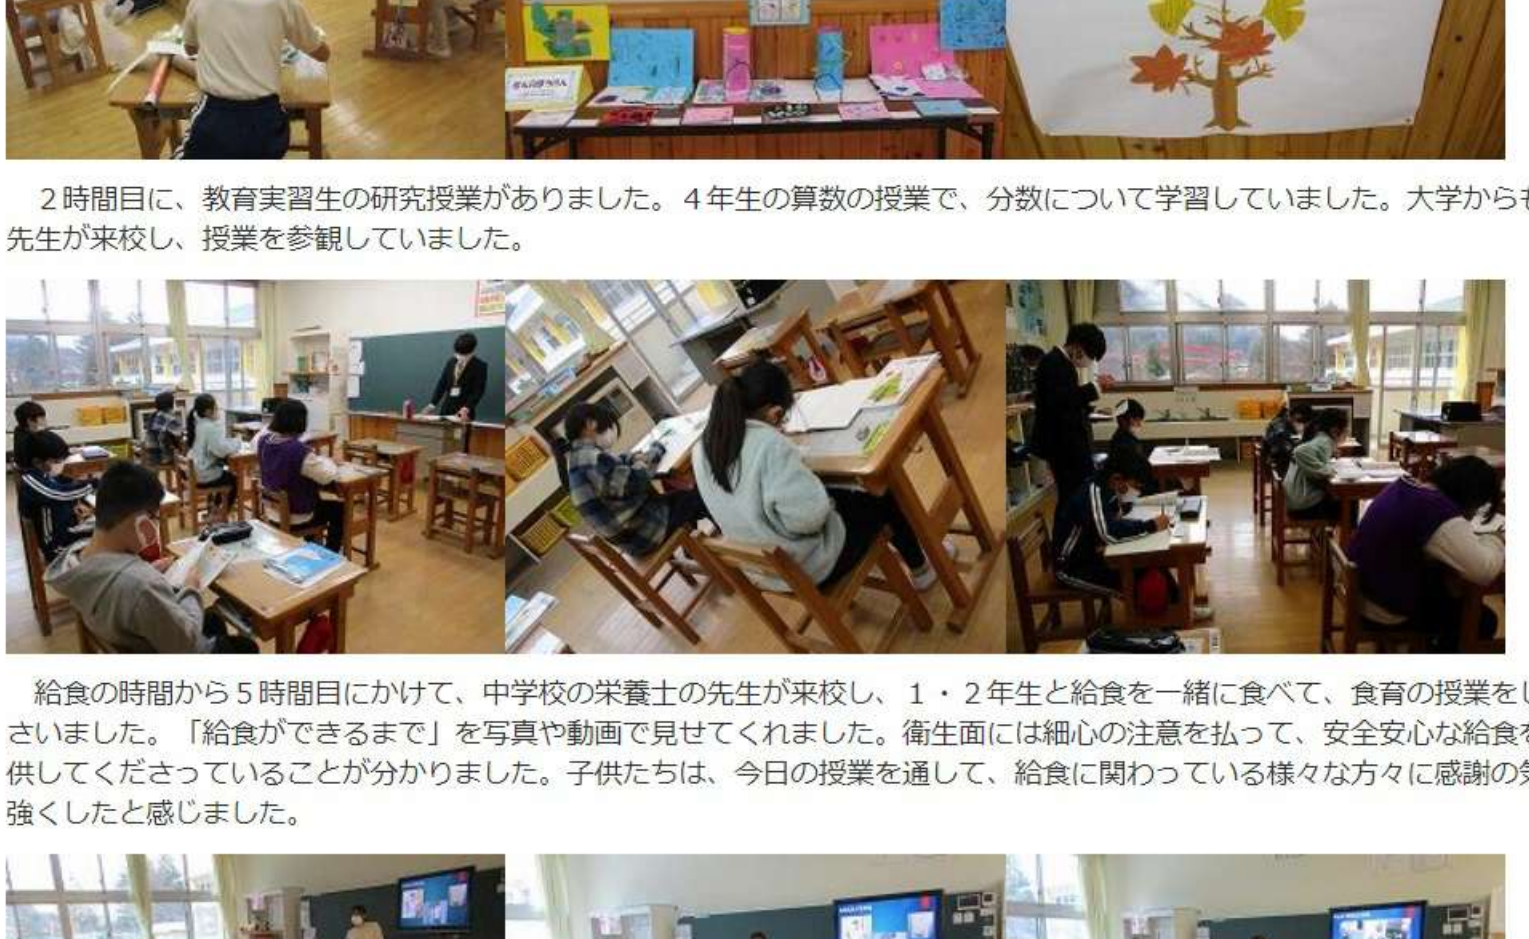 ２時間目に、教育実習生の研究授業がありました。４年生の算数の授業で、分数について学習していました。大学からも
先生が来校し、授業を参観していました。
給食の時間から５時間目にかけて、中学校の栄養士の先生が来校し、１・２年生と給食を一緒に食べて、食育の授業をし
さいました。「給食ができるまで」を写真や動画で見せてくれました。衛生面には細心の注意を払って、安全安心な給食を
供してくださっていることが分かりました。子供たちは、今日の授業を通して、給食に関わっている様々な方々に感謝の気
強くしたと感じました。